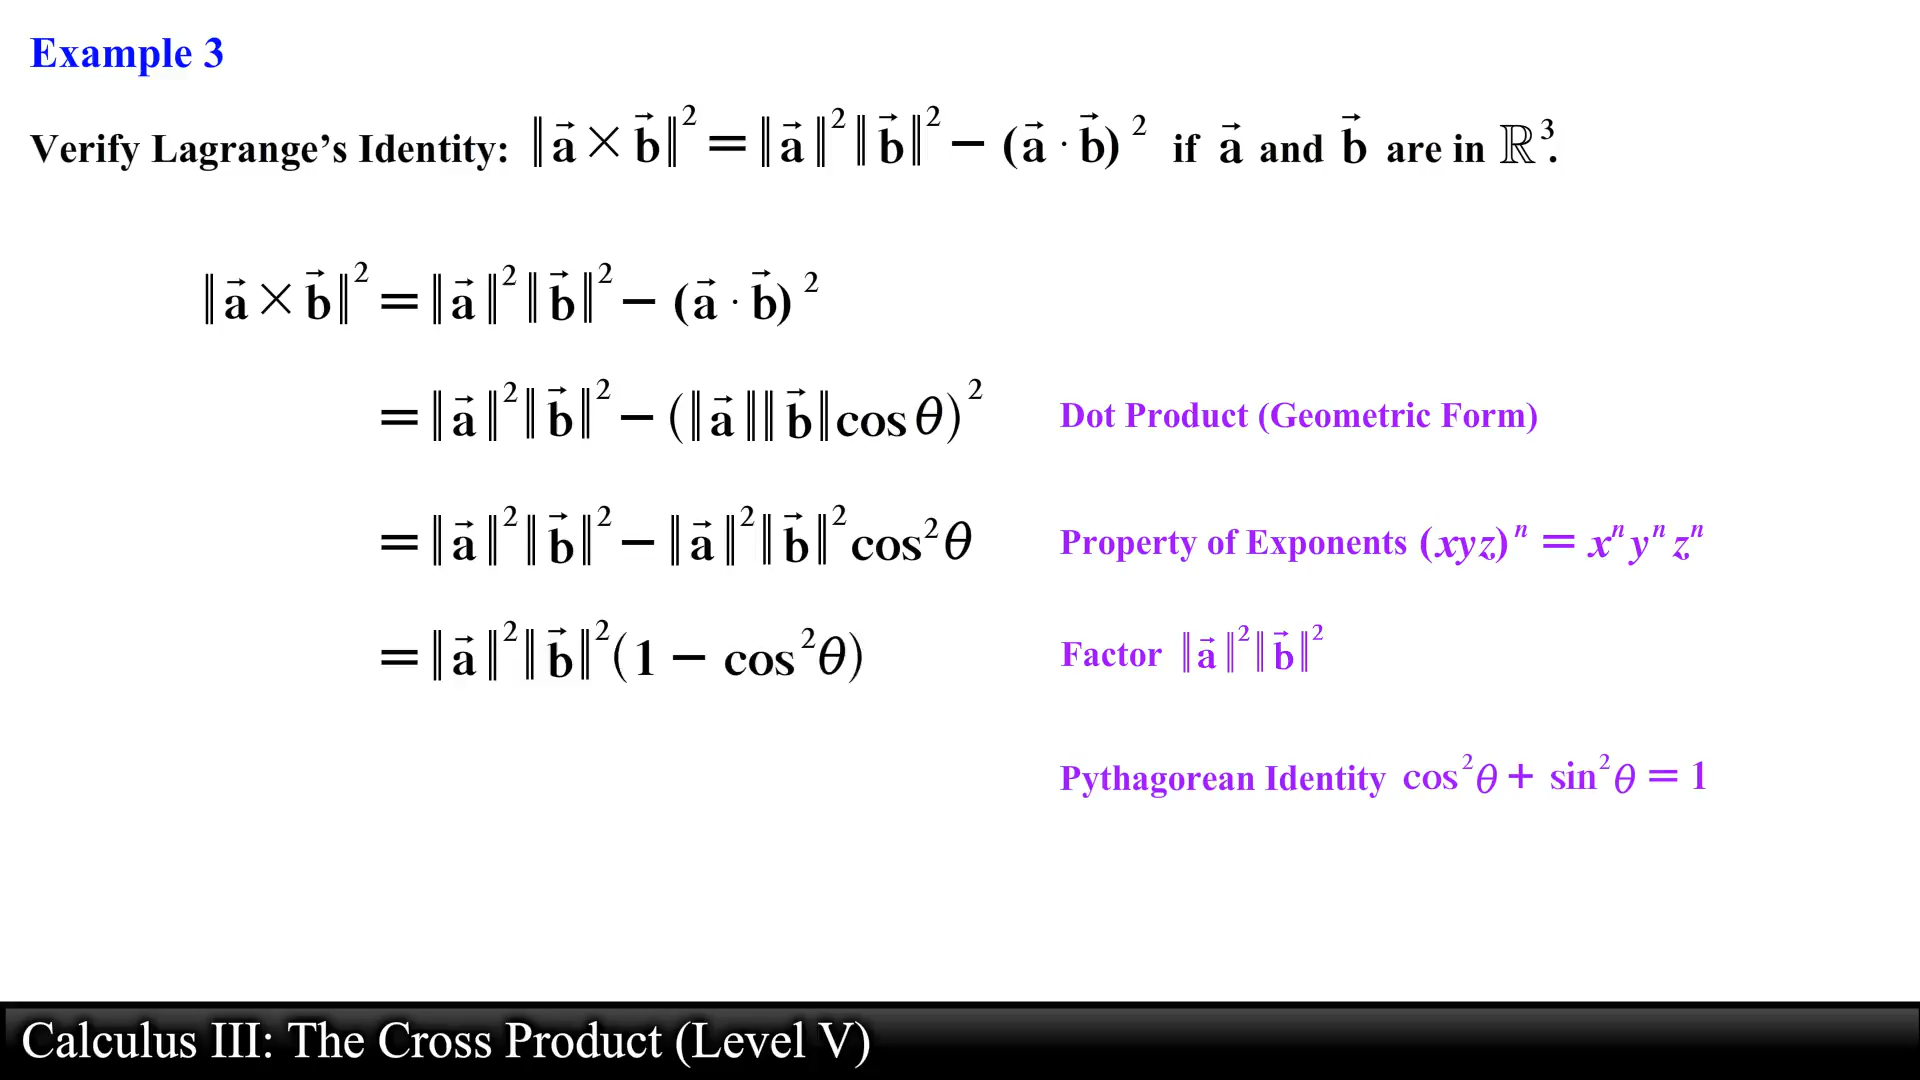 Example 3
Verify Lagrange’s Identity: ‖a⃗ × b⃗‖² = ‖a⃗‖²‖b⃗‖² − (a⃗ · b⃗)² if a⃗ and b⃗ are in ℝ³.
‖a⃗ × b⃗‖² = ‖a⃗‖²‖b⃗‖² − (a⃗ · b⃗)²
= ‖a⃗‖²‖b⃗‖² − (‖a⃗‖‖b⃗‖cos θ)² Dot Product (Geometric Form)
= ‖a⃗‖²‖b⃗‖² − ‖a⃗‖²‖b⃗‖²cos²θ Property of Exponents (xyz)ⁿ = xⁿyⁿzⁿ
= ‖a⃗‖²‖b⃗‖²(1 − cos²θ) Factor ‖a⃗‖²‖b⃗‖²
Pythagorean Identity cos²θ + sin²θ = 1
Calculus III: The Cross Product (Level V)